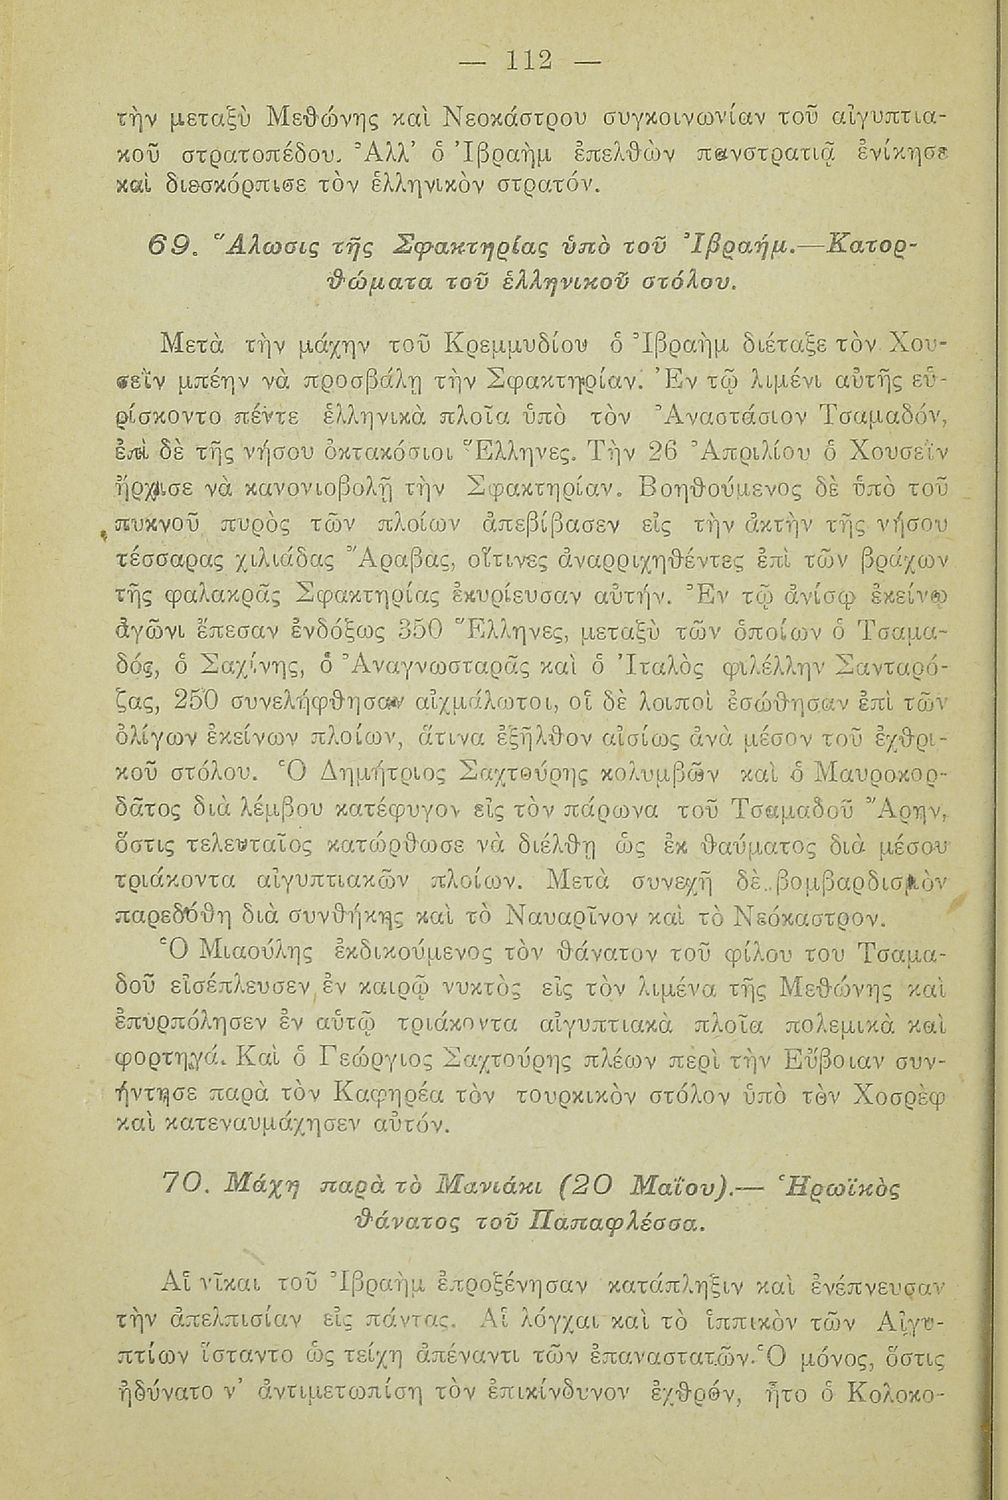 — 112 —
τὴν μεταξὺ Μεθώνης καὶ Νεοκάστρου συγκοινωνίαν τοῦ αἰγυπτια-
κοῦ στρατοπέδου. Ἀλλ’ ὁ Ἰβραὴμ ἐπελθὼν πανστρατιᾷ ἐνίκησε
καὶ διεσκόρπισε τὸν ἑλληνικὸν στρατόν.
69. Ἅλωσις τῆς Σφακτηρίας ὑπὸ τοῦ Ἰβραήμ.—Κατορ-
θώματα τοῦ ἑλληνικοῦ στόλου.
Μετὰ τὴν μάχην τοῦ Κρεμμυδίου ὁ Ἰβραὴμ διέταξε τὸν Χου-
σεῒν μπέην νὰ προσβάλῃ τὴν Σφακτηρίαν. Ἐν τῷ λιμένι αὐτῆς εὑ-
ρίσκοντο πέντε ἑλληνικὰ πλοῖα ὑπὸ τὸν Ἀναστάσιον Τσαμαδόν,
ἐπὶ δὲ τῆς νήσου ὀκτακόσιοι Ἕλληνες. Τὴν 26 Ἀπριλίου ὁ Χουσεῒν
ἤρχισε νὰ κανονιοβολῇ τὴν Σφακτηρίαν. Βοηθούμενος δὲ ὑπὸ τοῦ
πυκνοῦ πυρὸς τῶν πλοίων ἀπεβίβασεν εἰς τὴν ἀκτὴν τῆς νήσου
τέσσαρας χιλιάδας Ἄραβας, οἵτινες ἀναρριχηθέντες ἐπὶ τῶν βράχων
τῆς φαλακρᾶς Σφακτηρίας ἐκυρίευσαν αὐτήν. Ἐν τῷ ἀνίσῳ ἐκείνῳ
ἀγῶνι ἔπεσαν ἐνδόξως 350 Ἕλληνες, μεταξὺ τῶν ὁποίων ὁ Τσαμα-
δός, ὁ Σαχίνης, ὁ Ἀναγνωσταρᾶς καὶ ὁ Ἰταλὸς φιλέλλην Σανταρό-
ζας, 250 συνελήφθησαν αἰχμάλωτοι, οἱ δὲ λοιποὶ ἐσώθησαν ἐπὶ τῶν
ὀλίγων ἐκείνων πλοίων, ἅτινα ἐξῆλθον αἰσίως ἀνὰ μέσον τοῦ ἐχθρι-
κοῦ στόλου. Ὁ Δημήτριος Σαχτούρης κολυμβῶν καὶ ὁ Μαυροκορ-
δᾶτος διὰ λέμβου κατέφυγον εἰς τὸν πάρωνα τοῦ Τσαμαδοῦ Ἄρην,
ὅστις τελευταῖος κατώρθωσε νὰ διέλθῃ ὡς ἐκ θαύματος διὰ μέσου
τριάκοντα αἰγυπτιακῶν πλοίων. Μετὰ συνεχῆ δὲ βομβαρδισμὸν
παρεδόθη διὰ συνθήκης καὶ τὸ Ναυαρῖνον καὶ τὸ Νεόκαστρον.
Ὁ Μιαούλης ἐκδικούμενος τὸν θάνατον τοῦ φίλου του Τσαμα-
δοῦ εἰσέπλευσεν ἐν καιρῷ νυκτὸς εἰς τὸν λιμένα τῆς Μεθώνης καὶ
ἐπυρπόλησεν ἐν αὐτῷ τριάκοντα αἰγυπτιακὰ πλοῖα πολεμικὰ καὶ
φορτηγά. Καὶ ὁ Γεώργιος Σαχτούρης πλέων περὶ τὴν Εὔβοιαν συν-
ήντησε παρὰ τὸν Καφηρέα τὸν τουρκικὸν στόλον ὑπὸ τὸν Χοσρὲφ
καὶ κατεναυμάχησεν αὐτόν.
70. Μάχη παρὰ τὸ Μανιάκι (20 Μαΐου).— Ἡρωϊκὸς
θάνατος τοῦ Παπαφλέσσα.
Αἱ νῖκαι τοῦ Ἰβραὴμ ἐπροξένησαν κατάπληξιν καὶ ἐνέπνευσαν
τὴν ἀπελπισίαν εἰς πάντας. Αἱ λόγχαι καὶ τὸ ἱππικὸν τῶν Αἰγυ-
πτίων ἵσταντο ὡς τείχη ἀπέναντι τῶν ἐπαναστατῶν. Ὁ μόνος, ὅστις
ἠδύνατο ν’ ἀντιμετωπίσῃ τὸν ἐπικίνδυνον ἐχθρόν, ἦτο ὁ Κολοκο-